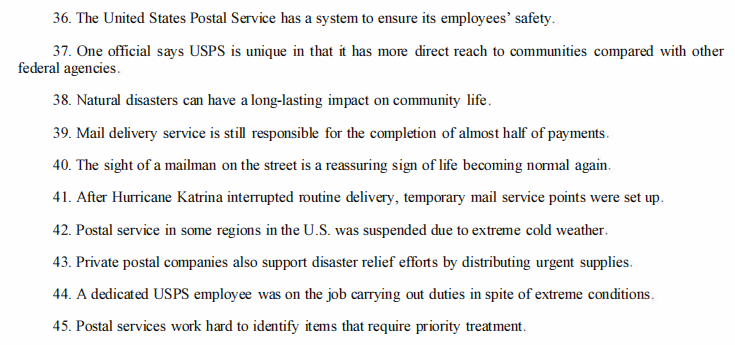 36. The United States Postal Service has a system to ensure its employees’ safety.
37. One official says USPS is unique in that it has more direct reach to communities compared with other
federal agencies.
38. Natural disasters can have a long-lasting impact on community life.
39. Mail delivery service is still responsible for the completion of almost half of payments.
40. The sight of a mailman on the street is a reassuring sign of life becoming normal again.
41. After Hurricane Katrina interrupted routine delivery, temporary mail service points were set up.
42. Postal service in some regions in the U.S. was suspended due to extreme cold weather.
43. Private postal companies also support disaster relief efforts by distributing urgent supplies.
44. A dedicated USPS employee was on the job carrying out duties in spite of extreme conditions.
45. Postal services work hard to identify items that require priority treatment.